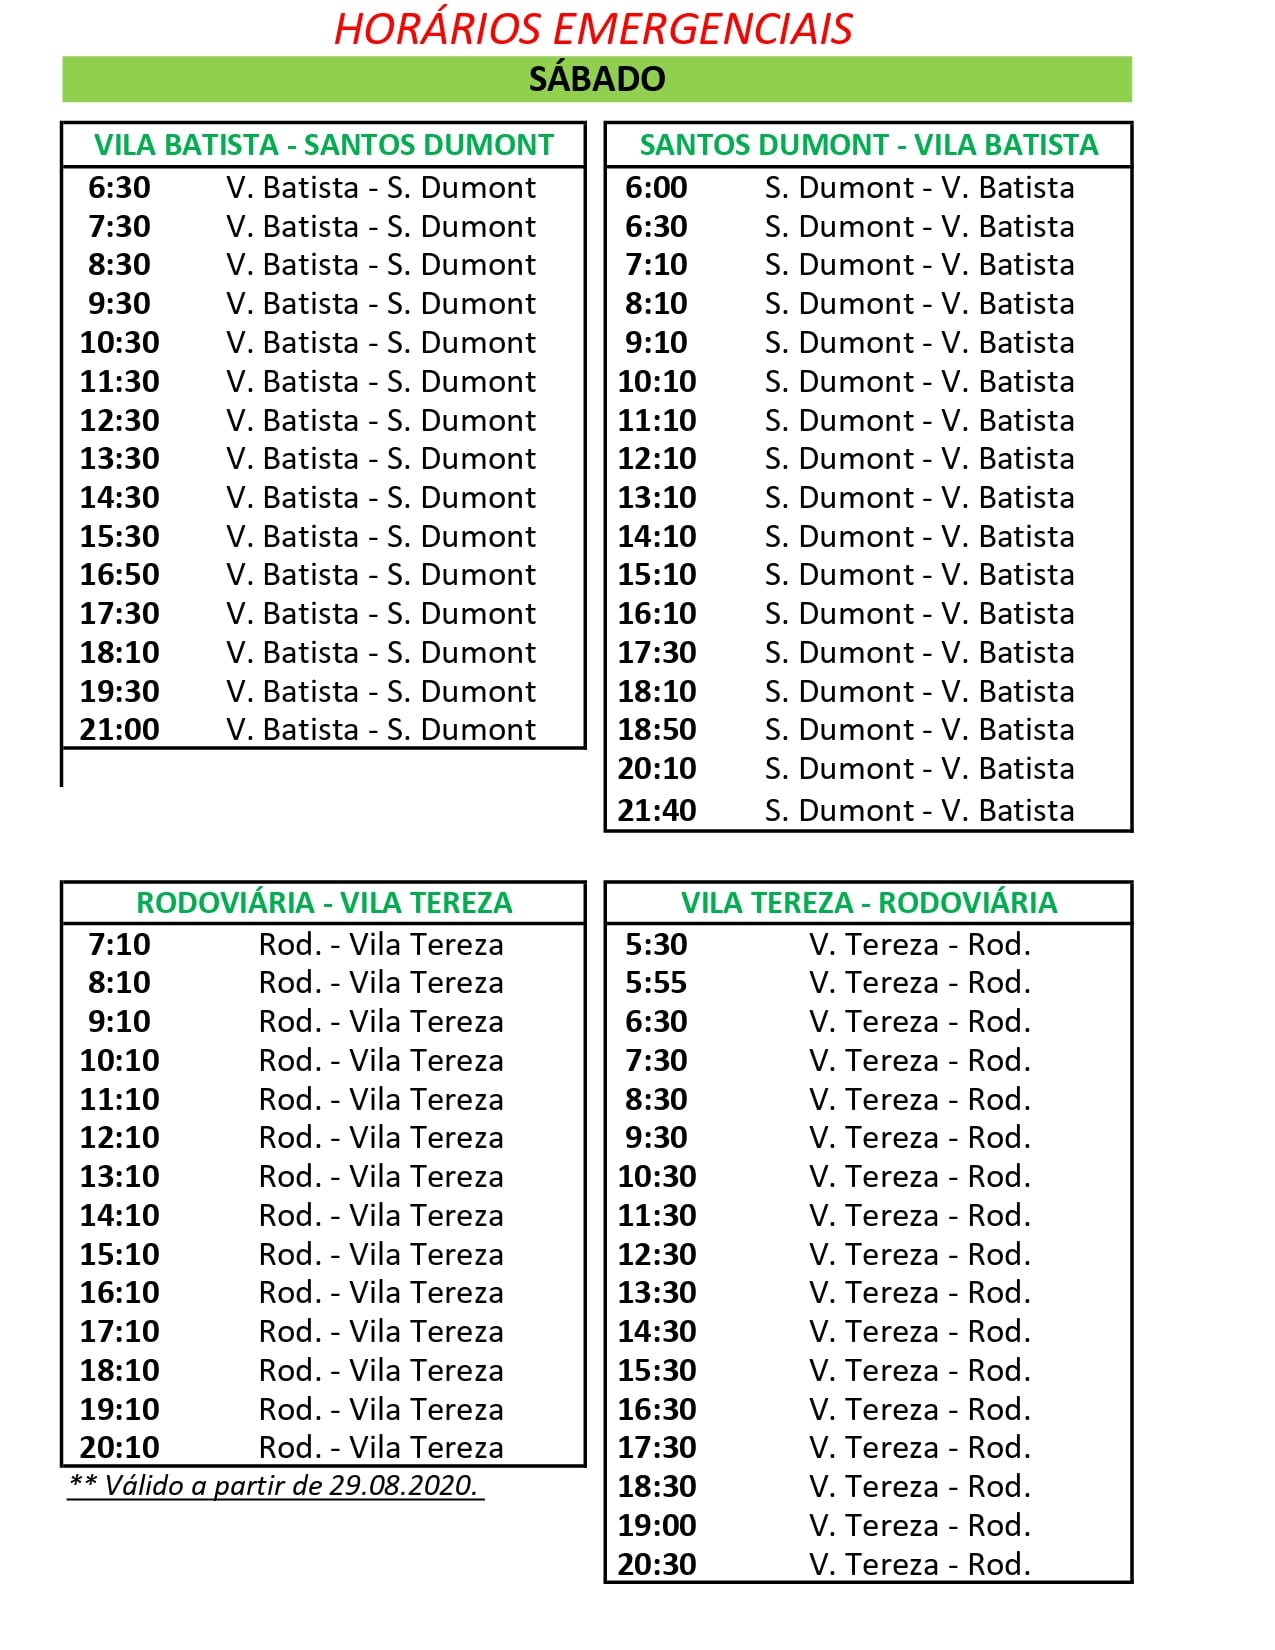 HORÁRIOS EMERGENCIAIS
SÁBADO
VILA BATISTA - SANTOS DUMONT
6:30 V. Batista - S. Dumont
7:30 V. Batista - S. Dumont
8:30 V. Batista - S. Dumont
9:30 V. Batista - S. Dumont
10:30 V. Batista - S. Dumont
11:30 V. Batista - S. Dumont
12:30 V. Batista - S. Dumont
13:30 V. Batista - S. Dumont
14:30 V. Batista - S. Dumont
15:30 V. Batista - S. Dumont
16:50 V. Batista - S. Dumont
17:30 V. Batista - S. Dumont
18:10 V. Batista - S. Dumont
19:30 V. Batista - S. Dumont
21:00 V. Batista - S. Dumont
SANTOS DUMONT - VILA BATISTA
6:00 S. Dumont - V. Batista
6:30 S. Dumont - V. Batista
7:10 S. Dumont - V. Batista
8:10 S. Dumont - V. Batista
9:10 S. Dumont - V. Batista
10:10 S. Dumont - V. Batista
11:10 S. Dumont - V. Batista
12:10 S. Dumont - V. Batista
13:10 S. Dumont - V. Batista
14:10 S. Dumont - V. Batista
15:10 S. Dumont - V. Batista
16:10 S. Dumont - V. Batista
17:30 S. Dumont - V. Batista
18:10 S. Dumont - V. Batista
18:50 S. Dumont - V. Batista
20:10 S. Dumont - V. Batista
21:40 S. Dumont - V. Batista
RODOVIÁRIA - VILA TEREZA
7:10 Rod. - Vila Tereza
8:10 Rod. - Vila Tereza
9:10 Rod. - Vila Tereza
10:10 Rod. - Vila Tereza
11:10 Rod. - Vila Tereza
12:10 Rod. - Vila Tereza
13:10 Rod. - Vila Tereza
14:10 Rod. - Vila Tereza
15:10 Rod. - Vila Tereza
16:10 Rod. - Vila Tereza
17:10 Rod. - Vila Tereza
18:10 Rod. - Vila Tereza
19:10 Rod. - Vila Tereza
20:10 Rod. - Vila Tereza
** Válido a partir de 29.08.2020.
VILA TEREZA - RODOVIÁRIA
5:30 V. Tereza - Rod.
5:55 V. Tereza - Rod.
6:30 V. Tereza - Rod.
7:30 V. Tereza - Rod.
8:30 V. Tereza - Rod.
9:30 V. Tereza - Rod.
10:30 V. Tereza - Rod.
11:30 V. Tereza - Rod.
12:30 V. Tereza - Rod.
13:30 V. Tereza - Rod.
14:30 V. Tereza - Rod.
15:30 V. Tereza - Rod.
16:30 V. Tereza - Rod.
17:30 V. Tereza - Rod.
18:30 V. Tereza - Rod.
19:00 V. Tereza - Rod.
20:30 V. Tereza - Rod.